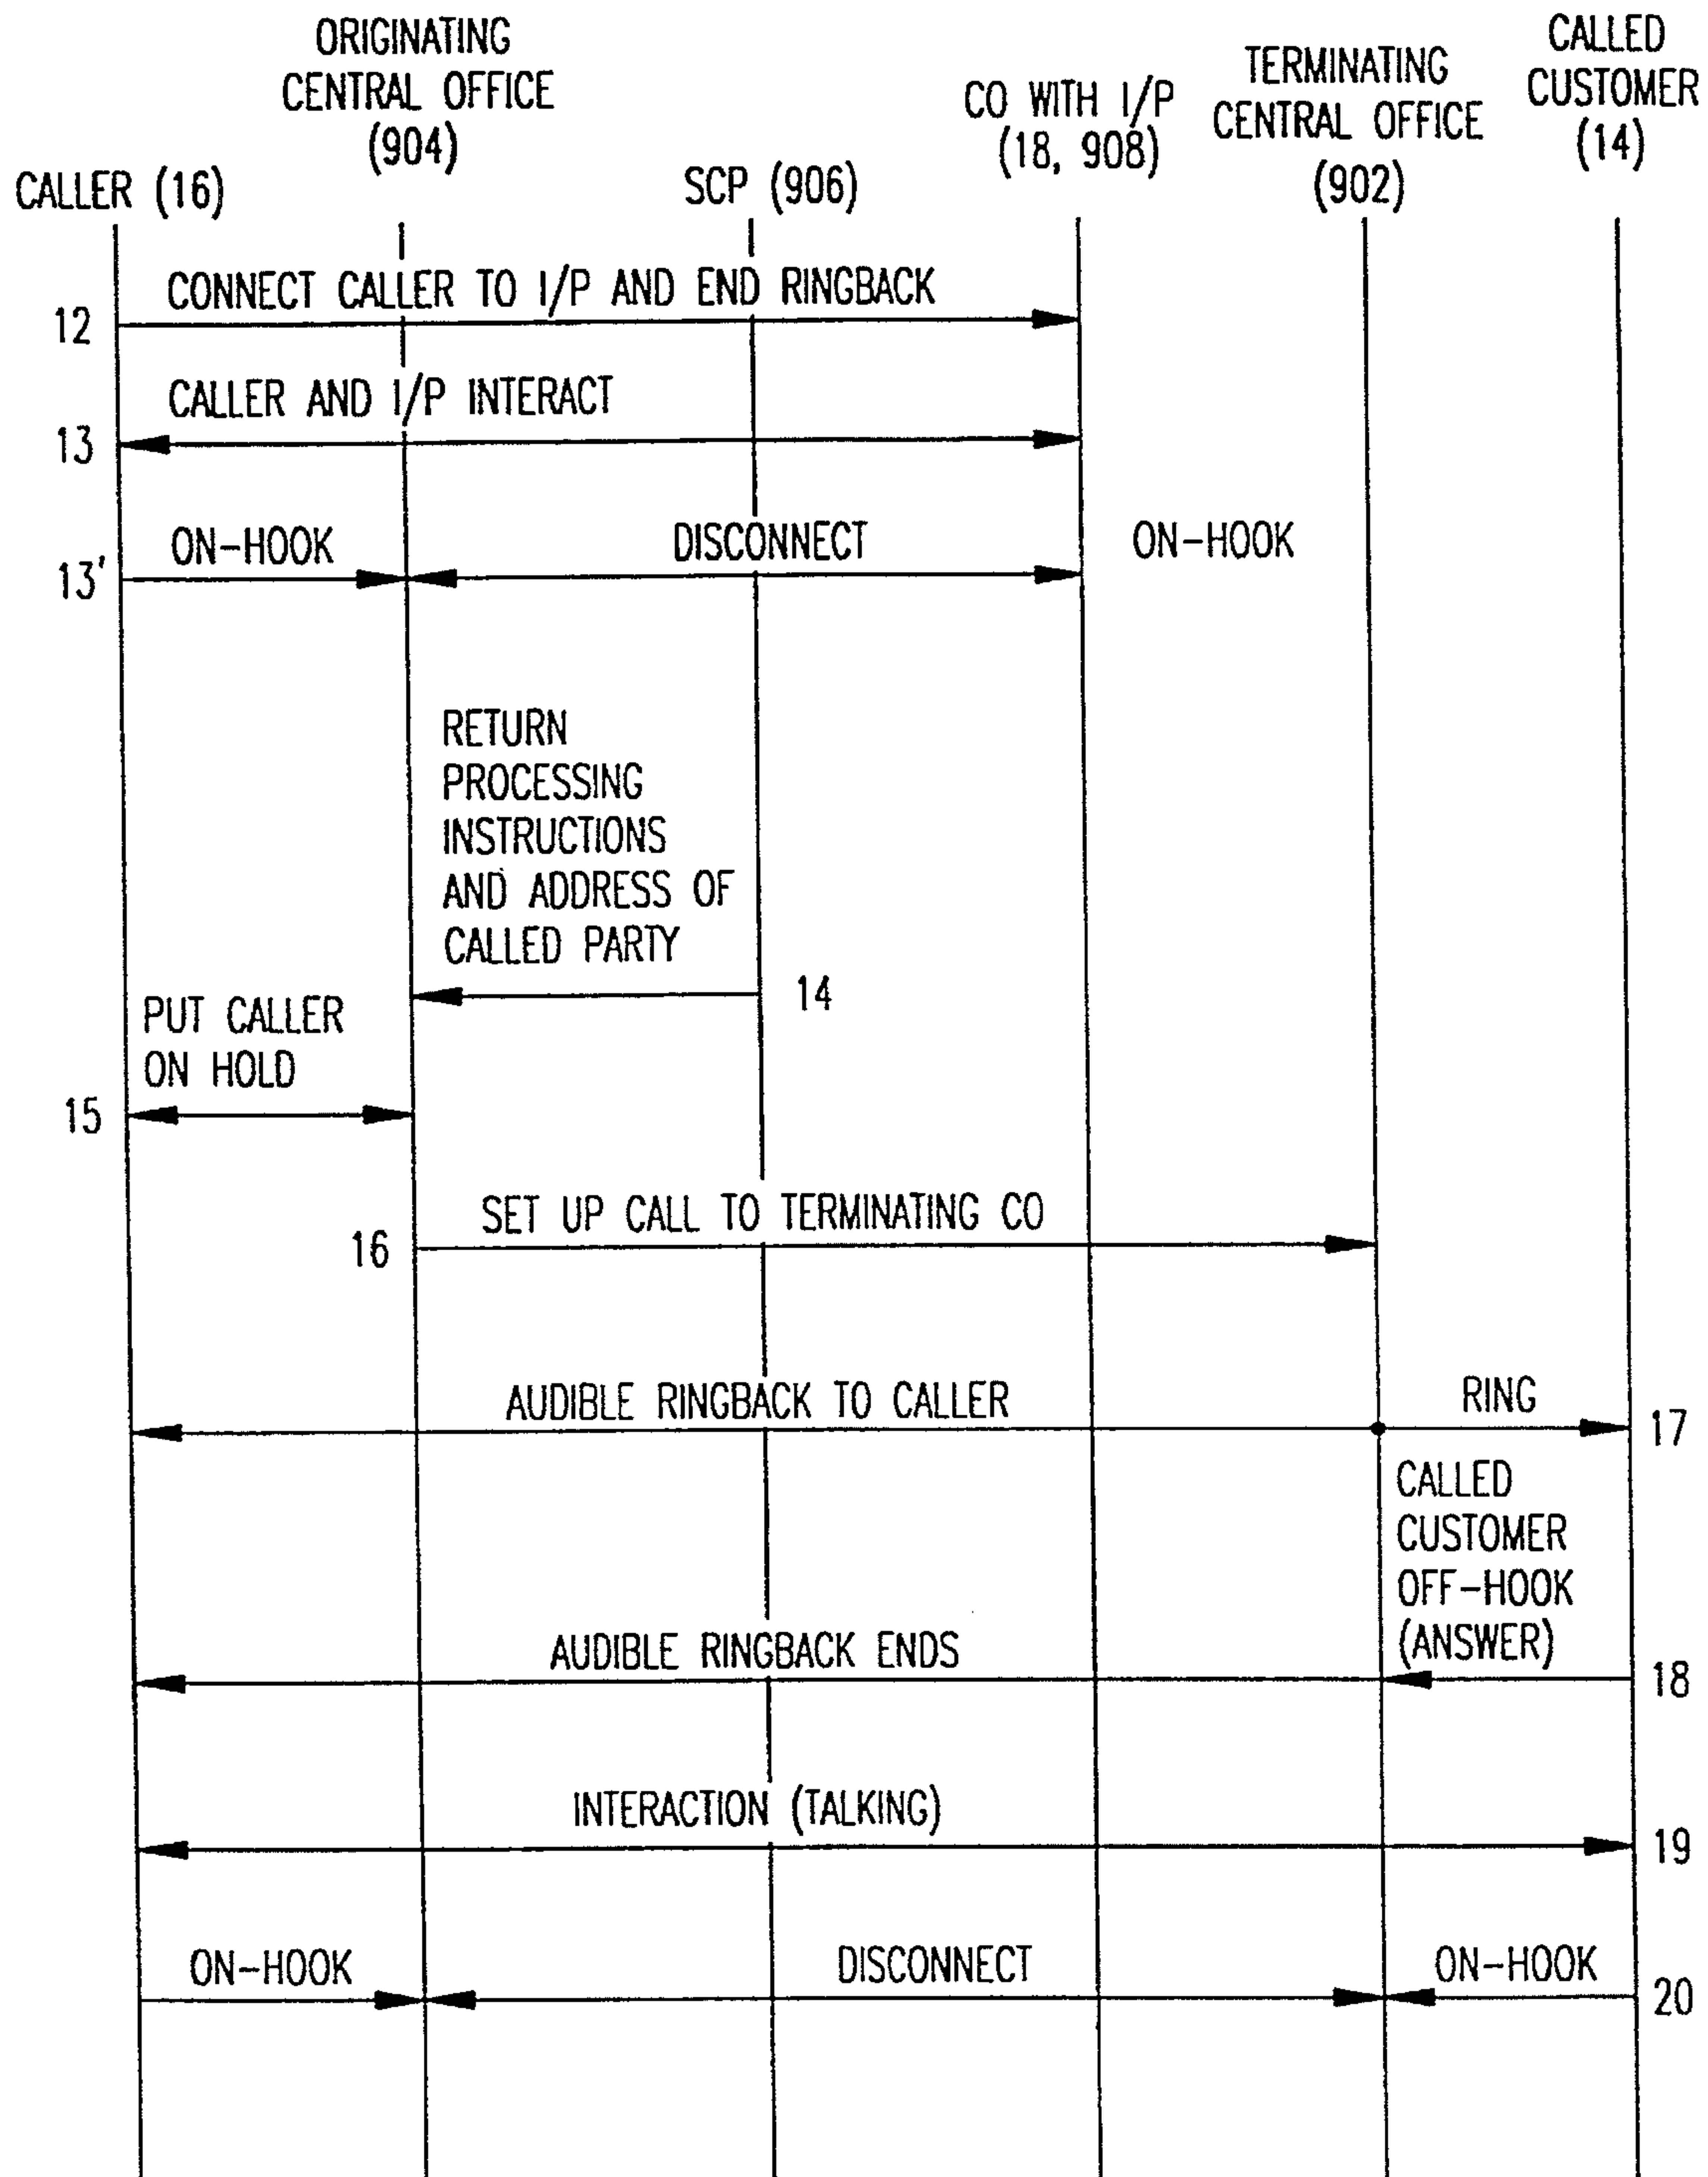 ORIGINATING
CENTRAL OFFICE
(904)
CALLED
CUSTOMER
(14)
TERMINATING
CENTRAL OFFICE
(902)
CO WITH I/P
(18, 908)
CALLER (16)
SCP (906)
CONNECT CALLER TO I/P AND END RINGBACK
12
CALLER AND I/P INTERACT
13
ON-HOOK
DISCONNECT
ON-HOOK
13'
RETURN
PROCESSING
INSTRUCTIONS
AND ADDRESS OF
CALLED PARTY
14
PUT CALLER
ON HOLD
15
SET UP CALL TO TERMINATING CO
16
AUDIBLE RINGBACK TO CALLER
RING
17
CALLED
CUSTOMER
OFF-HOOK
(ANSWER)
AUDIBLE RINGBACK ENDS
18
INTERACTION (TALKING)
19
ON-HOOK
DISCONNECT
ON-HOOK
20